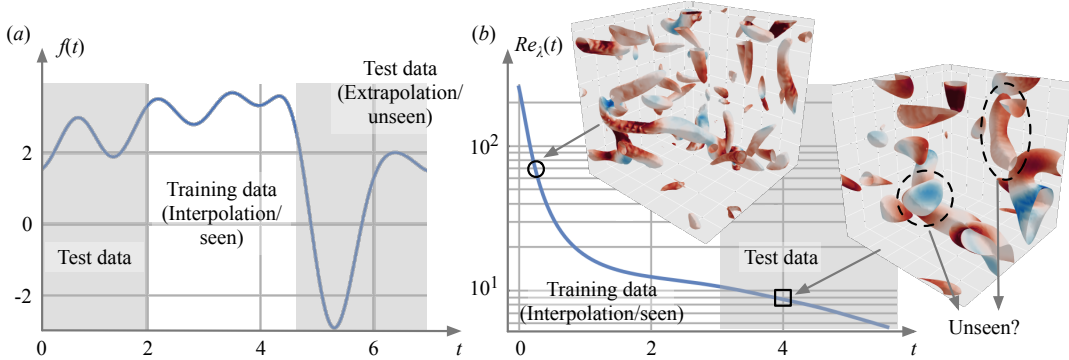 (a)
f(t)
2
0
-2
0
2
4
6
t
Test data
Training data
(Interpolation/
seen)
Test data
(Extrapolation/
unseen)
(b)
Re_λ(t)
10²
10¹
0
2
4
t
Training data
(Interpolation/seen)
Test data
Unseen?